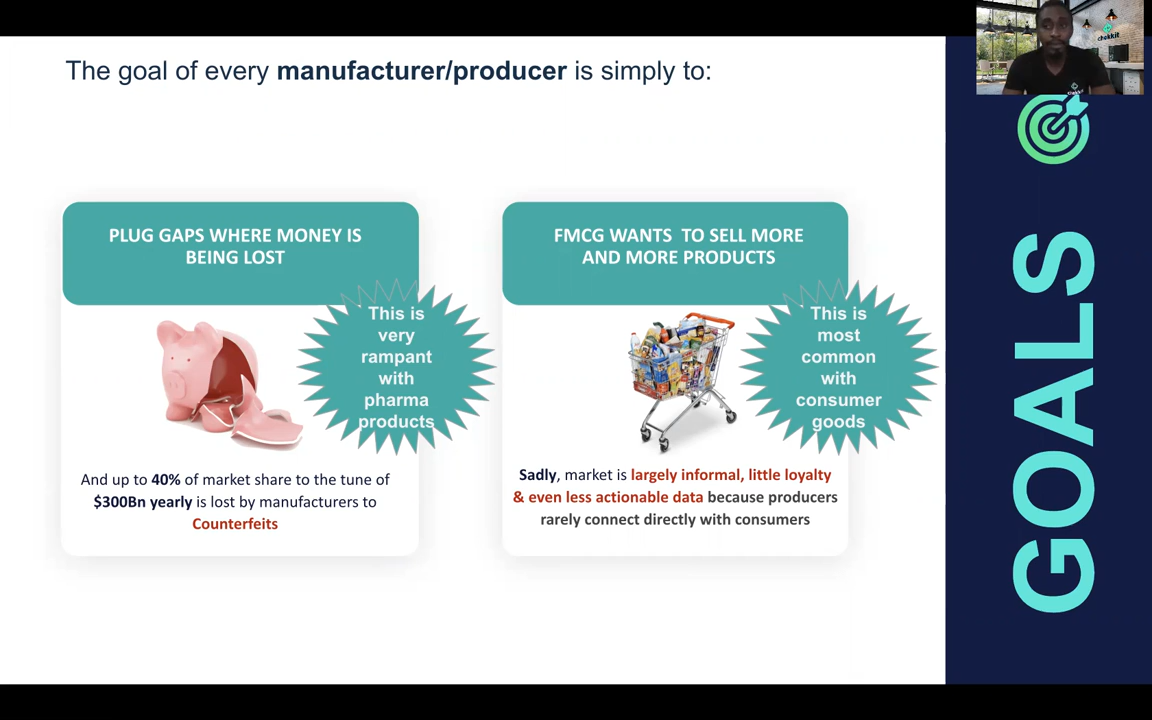 The goal of every manufacturer/producer is simply to:
chekkit
PLUG GAPS WHERE MONEY IS
BEING LOST
This is
very
rampant
with
pharma
products
And up to 40% of market share to the tune of
$300Bn yearly is lost by manufacturers to
Counterfeits
FMCG WANTS TO SELL MORE
AND MORE PRODUCTS
This is
most
common
with
consumer
goods
Sadly, market is largely informal, little loyalty
& even less actionable data because producers
rarely connect directly with consumers
GOALS